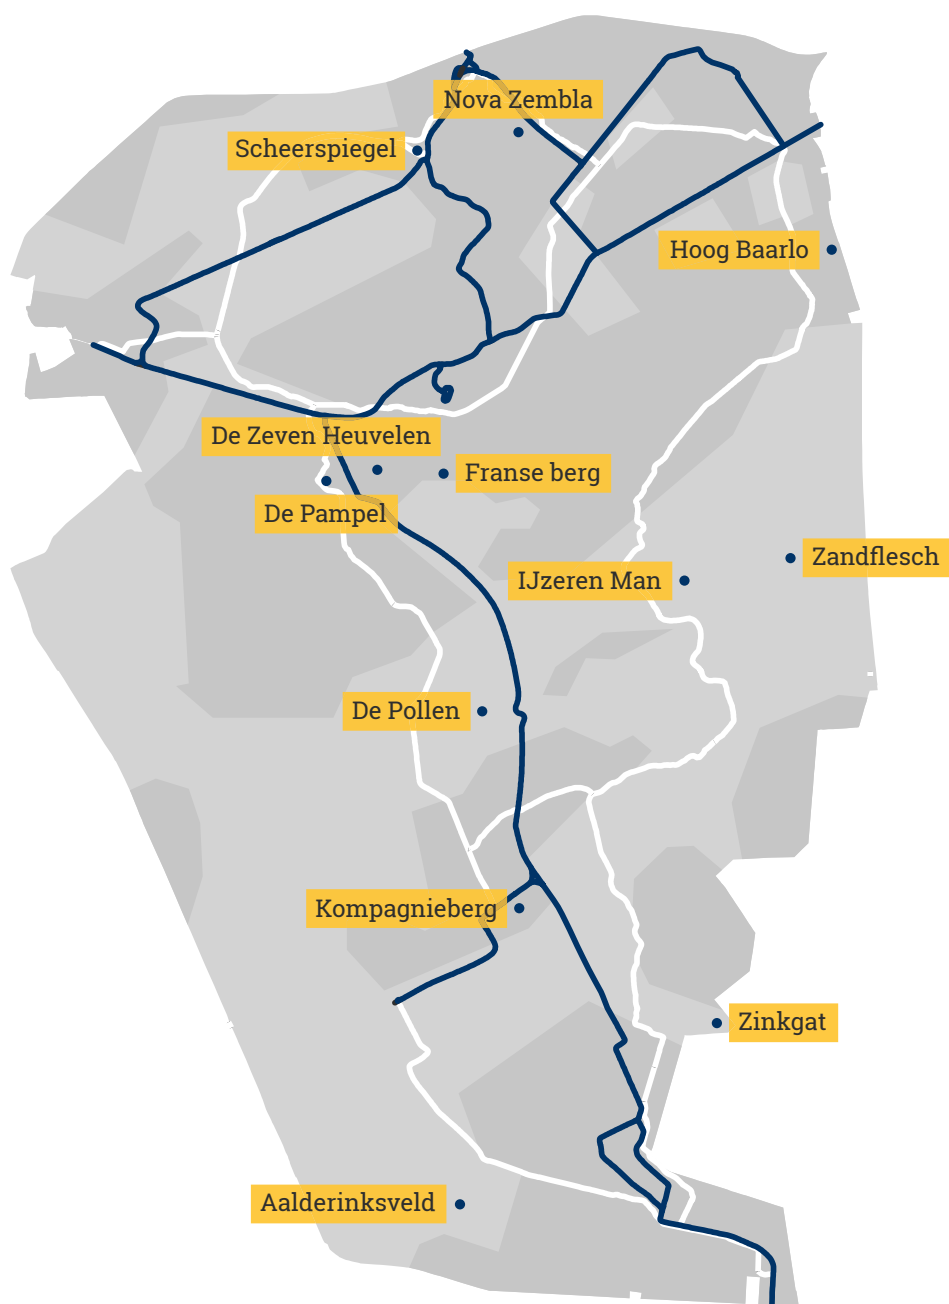 Nova Zembla
Scheerspiegel
Hoog Baarlo
De Zeven Heuvelen
Franse berg
De Pampel
Zandflesch
IJzeren Man
De Pollen
Kompagnieberg
Zinkgat
Aalderinksveld